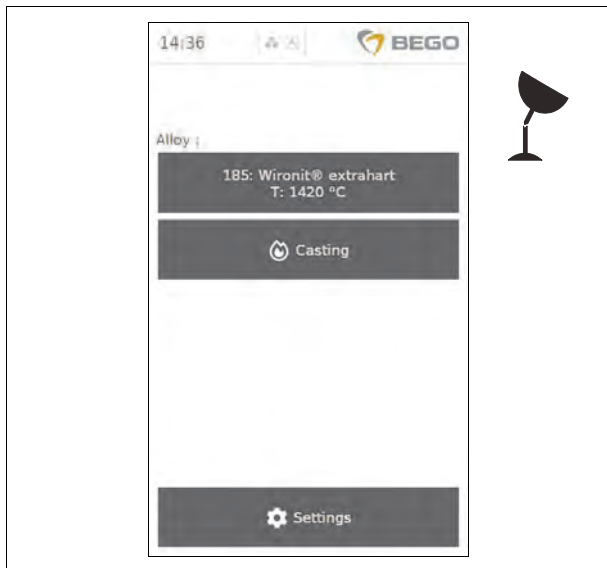 14:36
BEGO
Alloy :
185: Wironit® extrahart
T: 1420 °C
Casting
Settings